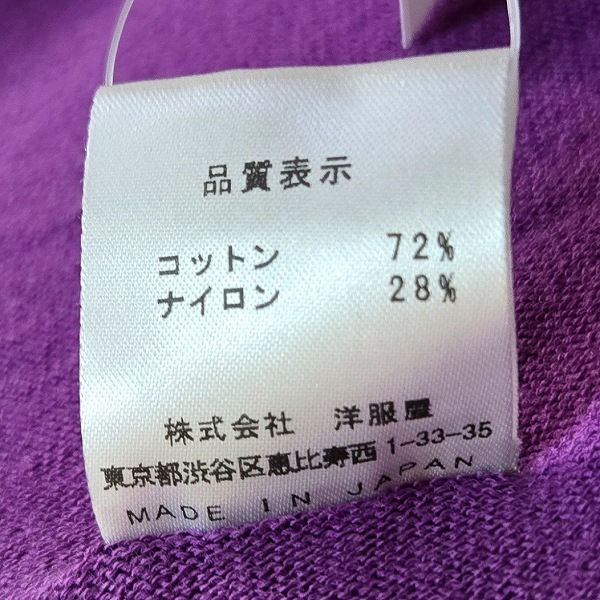 品質表示
コットン 72%
ナイロン 28%
株式会社 洋服屋
東京都渋谷区恵比寿西1-33-35
MADE IN JAPAN